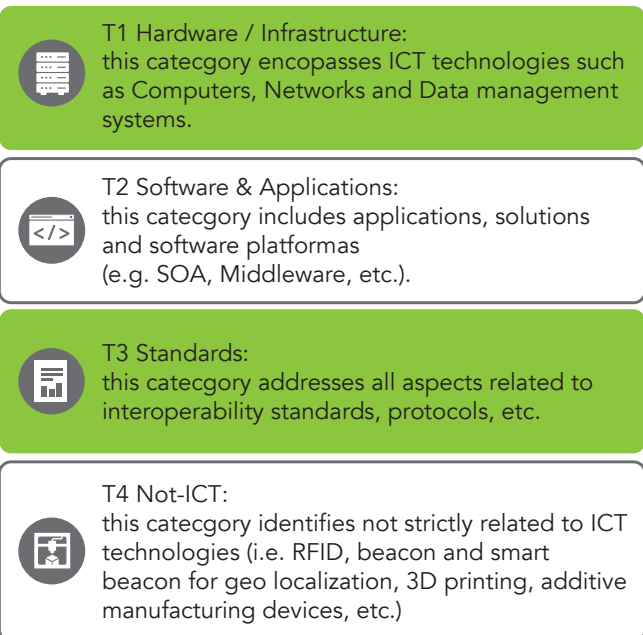 T1 Hardware / Infrastructure:
this catecgory encopasses ICT technologies such
as Computers, Networks and Data management
systems.
</>
T2 Software & Applications:
this catecgory includes applications, solutions
and software platformas
(e.g. SOA, Middleware, etc.).
T3 Standards:
this catecgory addresses all aspects related to
interoperability standards, protocols, etc.
T4 Not-ICT:
this catecgory identifies not strictly related to ICT
technologies (i.e. RFID, beacon and smart
beacon for geo localization, 3D printing, additive
manufacturing devices, etc.)